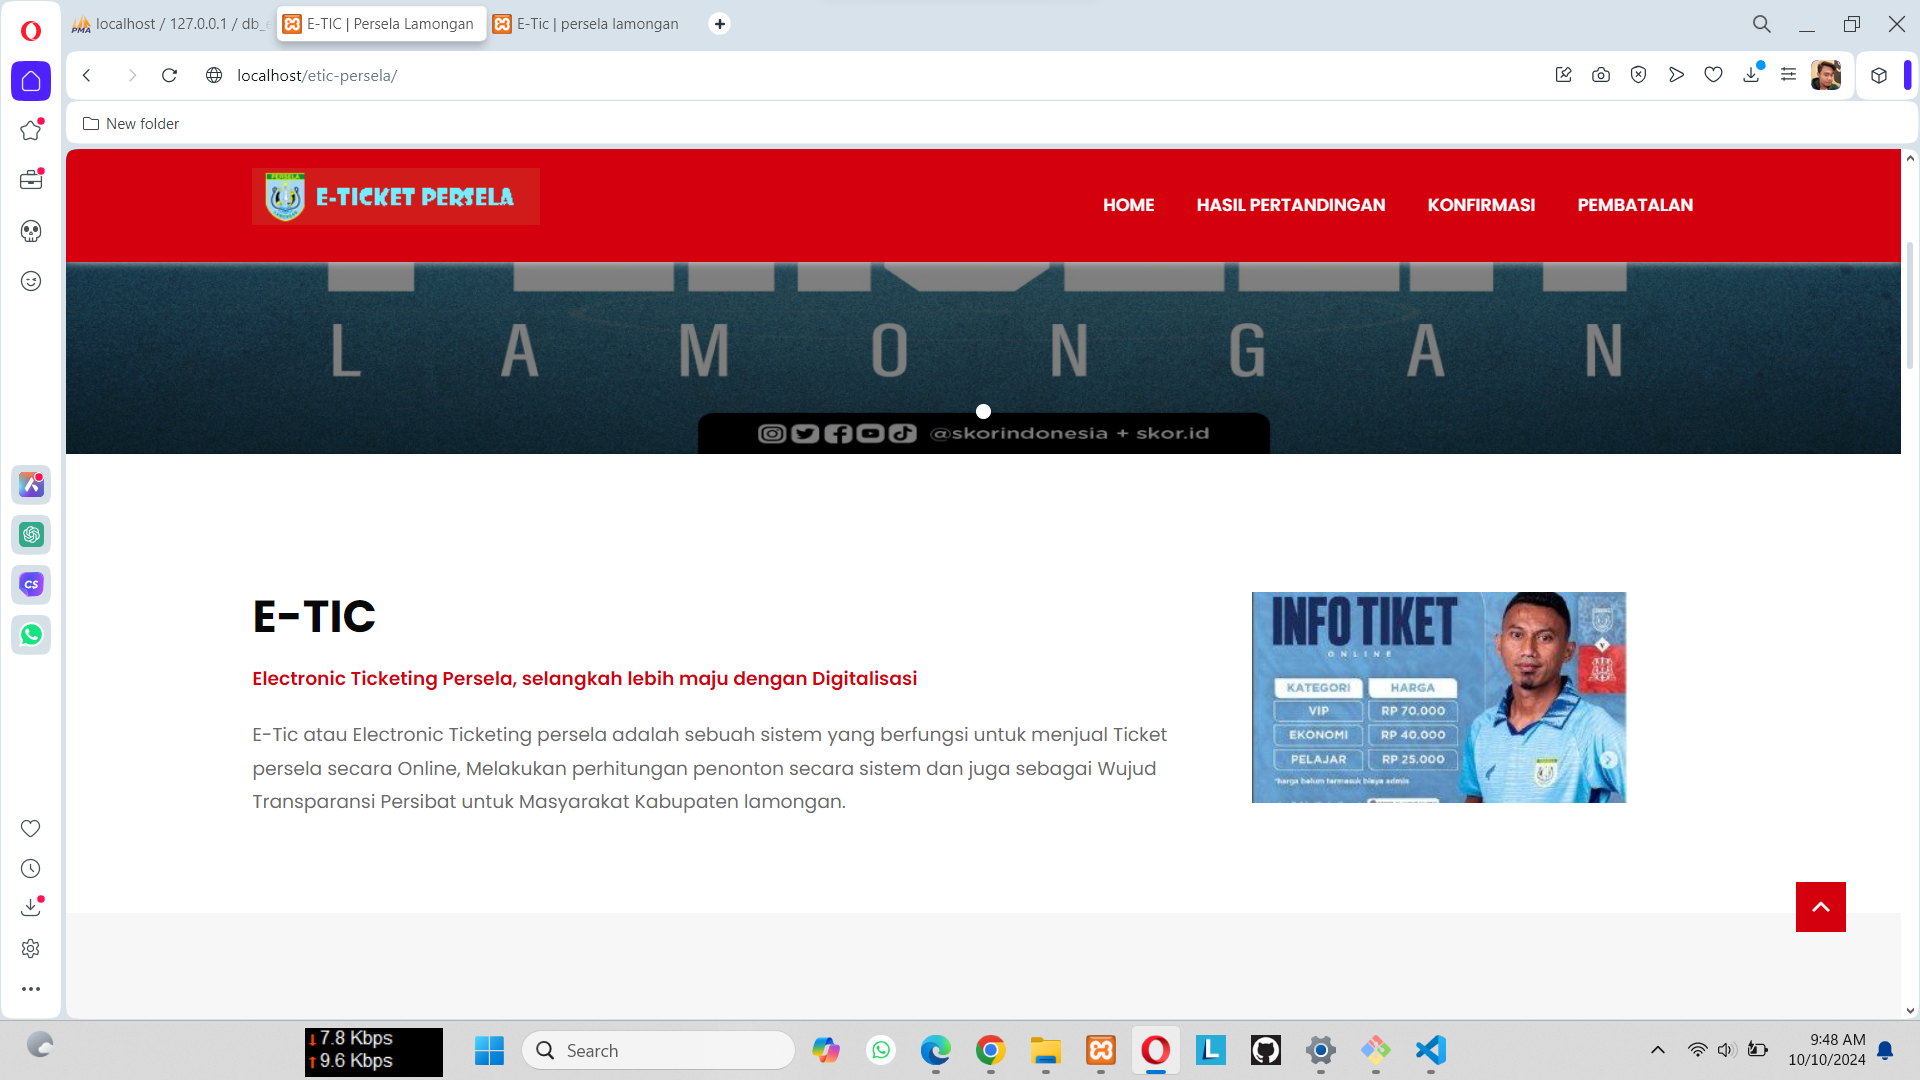 PMA
localhost / 127.0.0.1 / db_e
E-TIC | Persela Lamongan
E-Tic | persela lamongan
localhost/etic-persela/
New folder
PERSELA
E-TICKET PERSELA
HOME
HASIL PERTANDINGAN
KONFIRMASI
PEMBATALAN
LAMONGAN
@skorindonesia + skor.id
CS
E-TIC
Electronic Ticketing Persela, selangkah lebih maju dengan Digitalisasi
E-Tic atau Electronic Ticketing persela adalah sebuah sistem yang berfungsi untuk menjual Ticket
persela secara Online, Melakukan perhitungan penonton secara sistem dan juga sebagai Wujud
Transparansi Persibat untuk Masyarakat Kabupaten lamongan.
INFO TIKET
ONLINE
KATEGORI HARGA
VIP RP 70.000
EKONOMI RP 40.000
PELAJAR RP 25.000
*harga belum termasuk biaya admin
7.8 Kbps
9.6 Kbps
Search
L
9:48 AM
10/10/2024